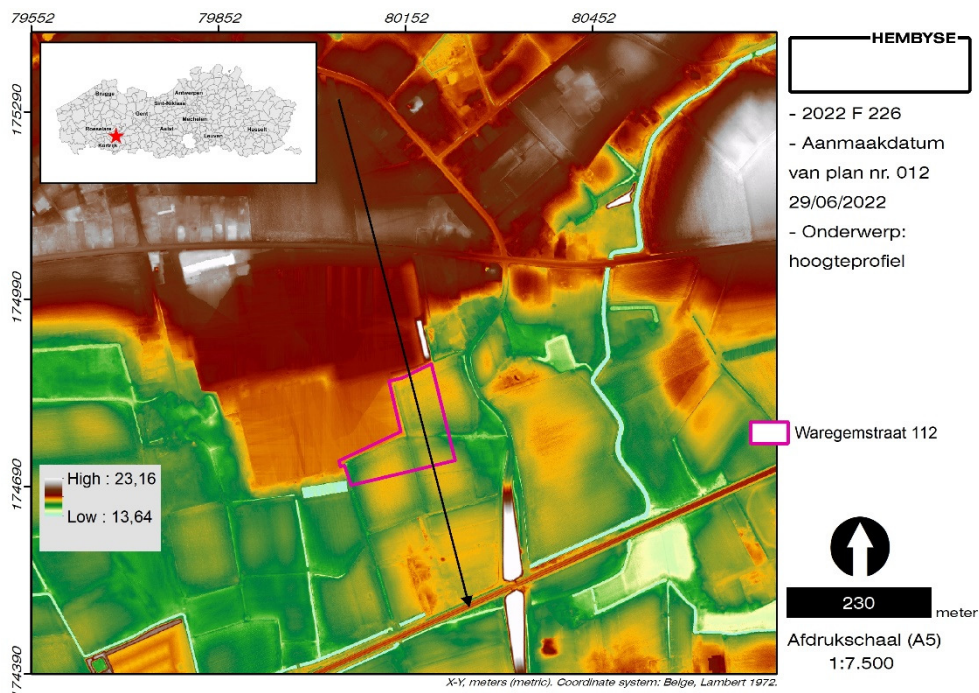 79552 79852 80152 80452
175290
174990
174690
174390
Brugge
Antwerpen
Sint-Niklaas
Gent
Mechelen
Roeselare
Aalst
Leuven
Hasselt
Kortrijk
High : 23,16
Low : 13,64
HEMBYSE
- 2022 F 226
- Aanmaakdatum
van plan nr. 012
29/06/2022
- Onderwerp:
hoogteprofiel
Waregemstraat 112
230 meter
Afdrukschaal (A5)
1:7.500
X-Y, meters (metric). Coordinate system: Belge, Lambert 1972.